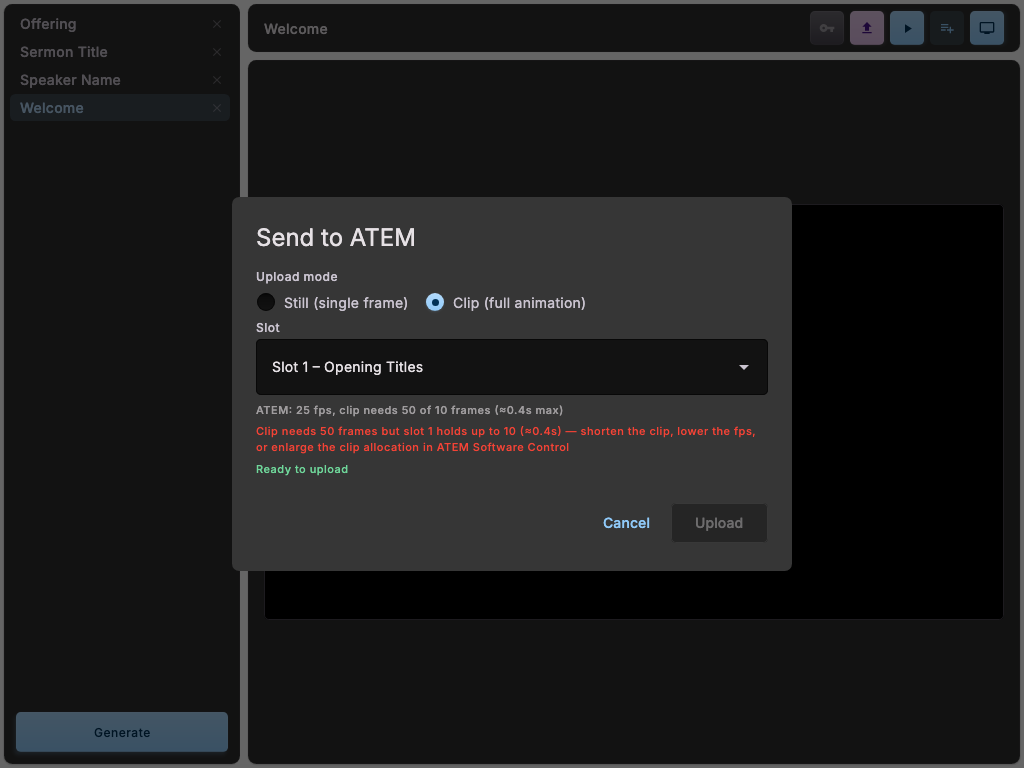 Offering
Sermon Title
Speaker Name
Welcome
Generate
Welcome
Send to ATEM
Upload mode
Still (single frame)
Clip (full animation)
Slot
Slot 1 – Opening Titles
ATEM: 25 fps, clip needs 50 of 10 frames (≈0.4s max)
Clip needs 50 frames but slot 1 holds up to 10 (≈0.4s) — shorten the clip, lower the fps,
or enlarge the clip allocation in ATEM Software Control
Ready to upload
Cancel
Upload